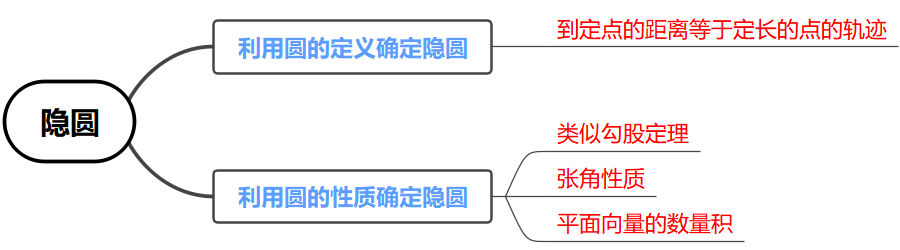 隐圆
利用圆的定义确定隐圆
到定点的距离等于定长的点的轨迹
利用圆的性质确定隐圆
类似勾股定理
张角性质
平面向量的数量积